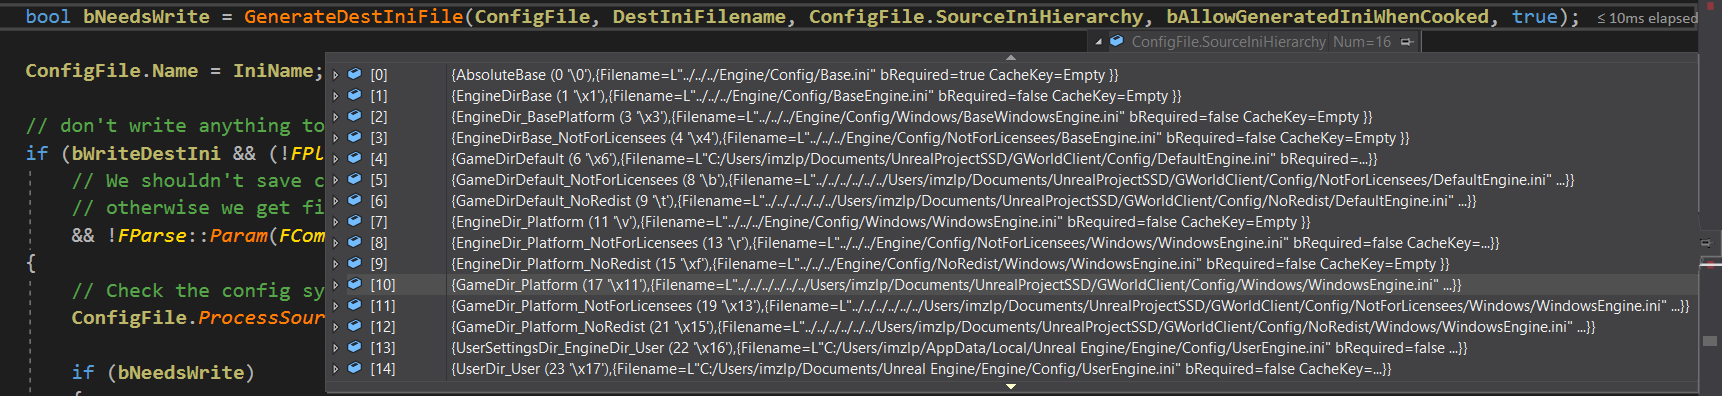 bool bNeedsWrite = GenerateDestIniFile(ConfigFile, DestIniFilename, ConfigFile.SourceIniHierarchy, bAllowGeneratedIniWhenCooked, true); ≤ 10ms elapsed
ConfigFile.SourceIniHierarchy Num=16
ConfigFile.Name = IniName;
[0] {AbsoluteBase (0 '\0'),{Filename=L"../../../Engine/Config/Base.ini" bRequired=true CacheKey=Empty }}
[1] {EngineDirBase (1 '\x1'),{Filename=L"../../../Engine/Config/BaseEngine.ini" bRequired=false CacheKey=Empty }}
// don't write anything to
[2] {EngineDir_BasePlatform (3 '\x3'),{Filename=L"../../../Engine/Config/Windows/BaseWindowsEngine.ini" bRequired=false CacheKey=Empty }}
[3] {EngineDirBase_NotForLicensees (4 '\x4'),{Filename=L"../../../Engine/Config/NotForLicensees/BaseEngine.ini" bRequired=false CacheKey=Empty }}
if (bWriteDestIni && (!FPl
[4] {GameDirDefault (6 '\x6'),{Filename=L"C:/Users/imzlp/Documents/UnrealProjectSSD/GWorldClient/Config/DefaultEngine.ini" bRequired=...}}
// We shouldn't save c
[5] {GameDirDefault_NotForLicensees (8 '\b'),{Filename=L"../../../../../../Users/imzlp/Documents/UnrealProjectSSD/GWorldClient/Config/NotForLicensees/DefaultEngine.ini" ...}}
// otherwise we get fi
[6] {GameDirDefault_NoRedist (9 '\t'),{Filename=L"../../../../../../Users/imzlp/Documents/UnrealProjectSSD/GWorldClient/Config/NoRedist/DefaultEngine.ini" ...}}
[7] {EngineDir_Platform (11 '\v'),{Filename=L"../../../Engine/Config/Windows/WindowsEngine.ini" bRequired=false CacheKey=Empty }}
&& !FParse::Param(FCom
[8] {EngineDir_Platform_NotForLicensees (13 '\r'),{Filename=L"../../../Engine/Config/NotForLicensees/Windows/WindowsEngine.ini" bRequired=false CacheKey=...}}
{
[9] {EngineDir_Platform_NoRedist (15 '\xf'),{Filename=L"../../../Engine/Config/NoRedist/Windows/WindowsEngine.ini" bRequired=false CacheKey=Empty }}
// Check the config sy
[10] {GameDir_Platform (17 '\x11'),{Filename=L"../../../../../../Users/imzlp/Documents/UnrealProjectSSD/GWorldClient/Config/Windows/WindowsEngine.ini" ...}}
[11] {GameDir_Platform_NotForLicensees (19 '\x13'),{Filename=L"../../../../../../Users/imzlp/Documents/UnrealProjectSSD/GWorldClient/Config/NotForLicensees/Windows/WindowsEngine.ini" ...}}
ConfigFile.ProcessSour
[12] {GameDir_Platform_NoRedist (21 '\x15'),{Filename=L"../../../../../../Users/imzlp/Documents/UnrealProjectSSD/GWorldClient/Config/NoRedist/Windows/WindowsEngine.ini" ...}}
[13] {UserSettingsDir_EngineDir_User (22 '\x16'),{Filename=L"C:/Users/imzlp/AppData/Local/Unreal Engine/Engine/Config/UserEngine.ini" bRequired=false ...}}
if (bNeedsWrite)
[14] {UserDir_User (23 '\x17'),{Filename=L"C:/Users/imzlp/Documents/Unreal Engine/Engine/Config/UserEngine.ini" bRequired=false CacheKey=...}}